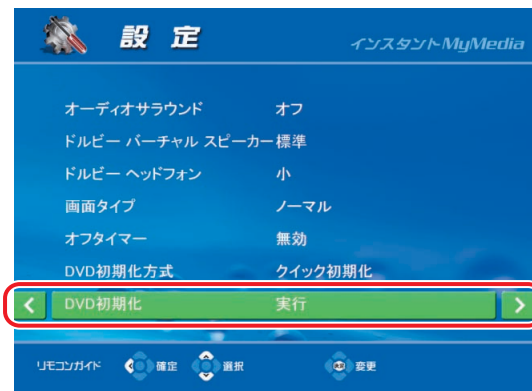 設 定
インスタントMyMedia
オーディオサラウンド オフ
ドルビー バーチャル スピーカー 標準
ドルビー ヘッドフォン 小
画面タイプ ノーマル
オフタイマー 無効
DVD初期化方式 クイック初期化
DVD初期化 実行
リモコンガイド 確定 選択 変更